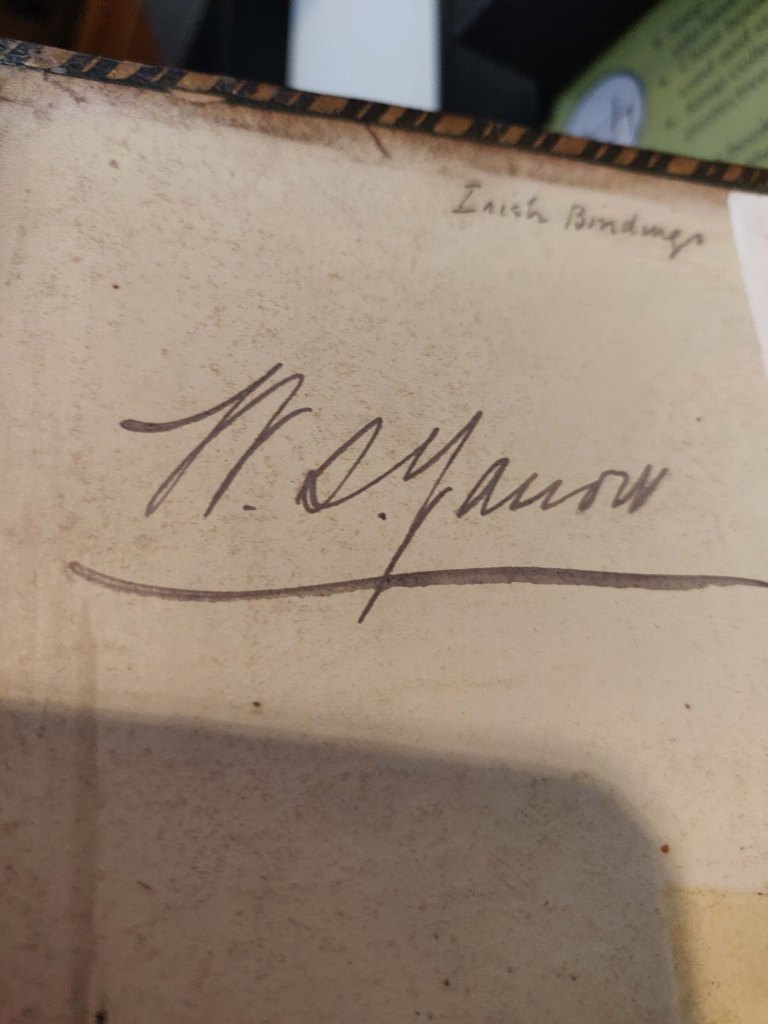 Irish Bindings
W. S. Yarrow